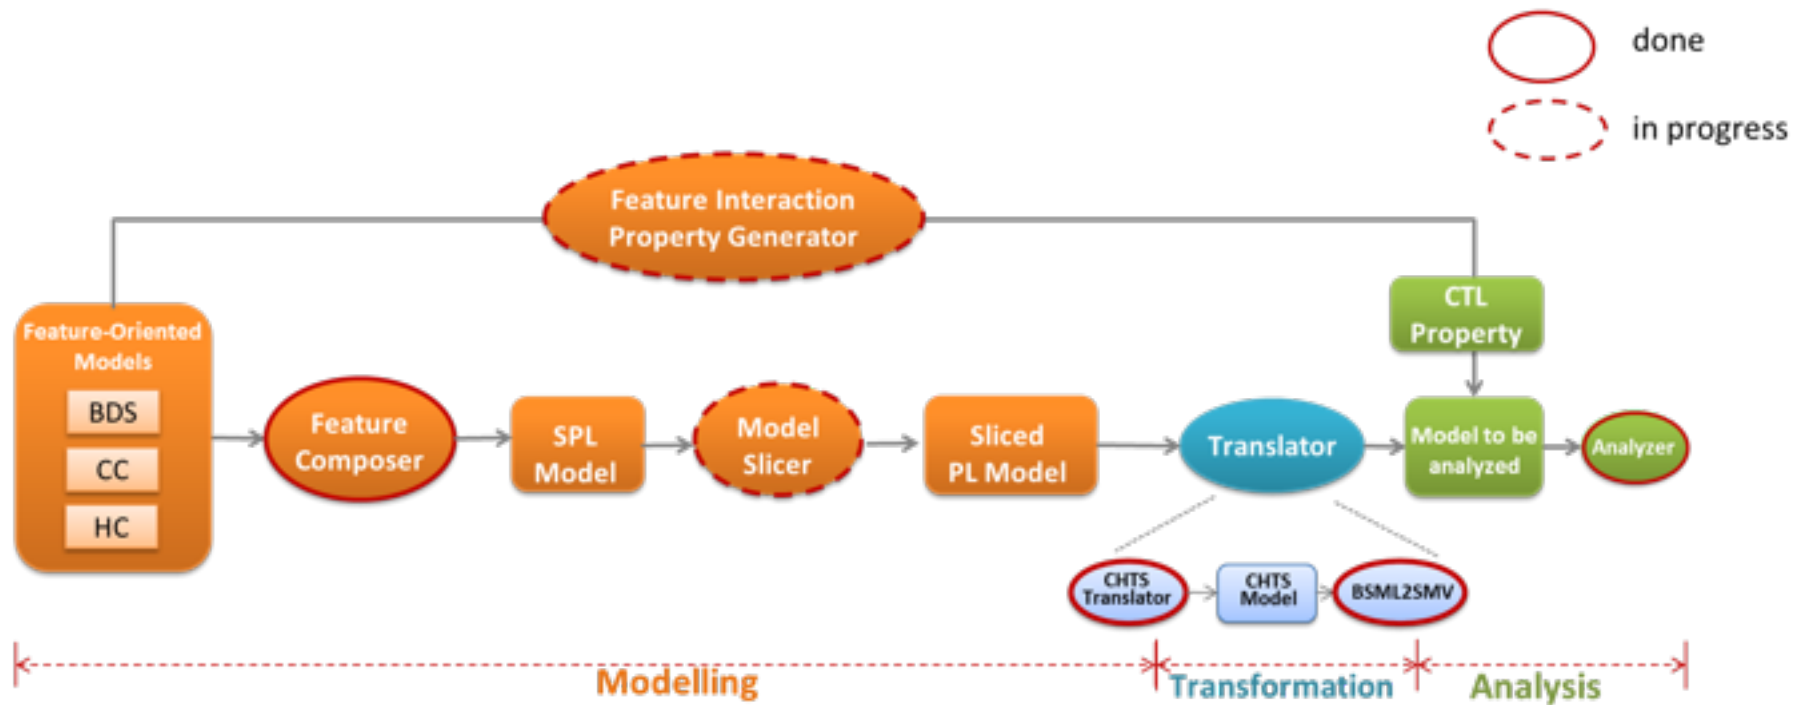 done
in progress
Feature Interaction
Property Generator
CTL
Property
Feature-Oriented
Models
BDS
CC
HC
Feature
Composer
SPL
Model
Model
Slicer
Sliced
PL Model
Translator
Model to be
analyzed
Analyzer
CHTS
Translator
CHTS
Model
BSML2SMV
Modelling
Transformation
Analysis